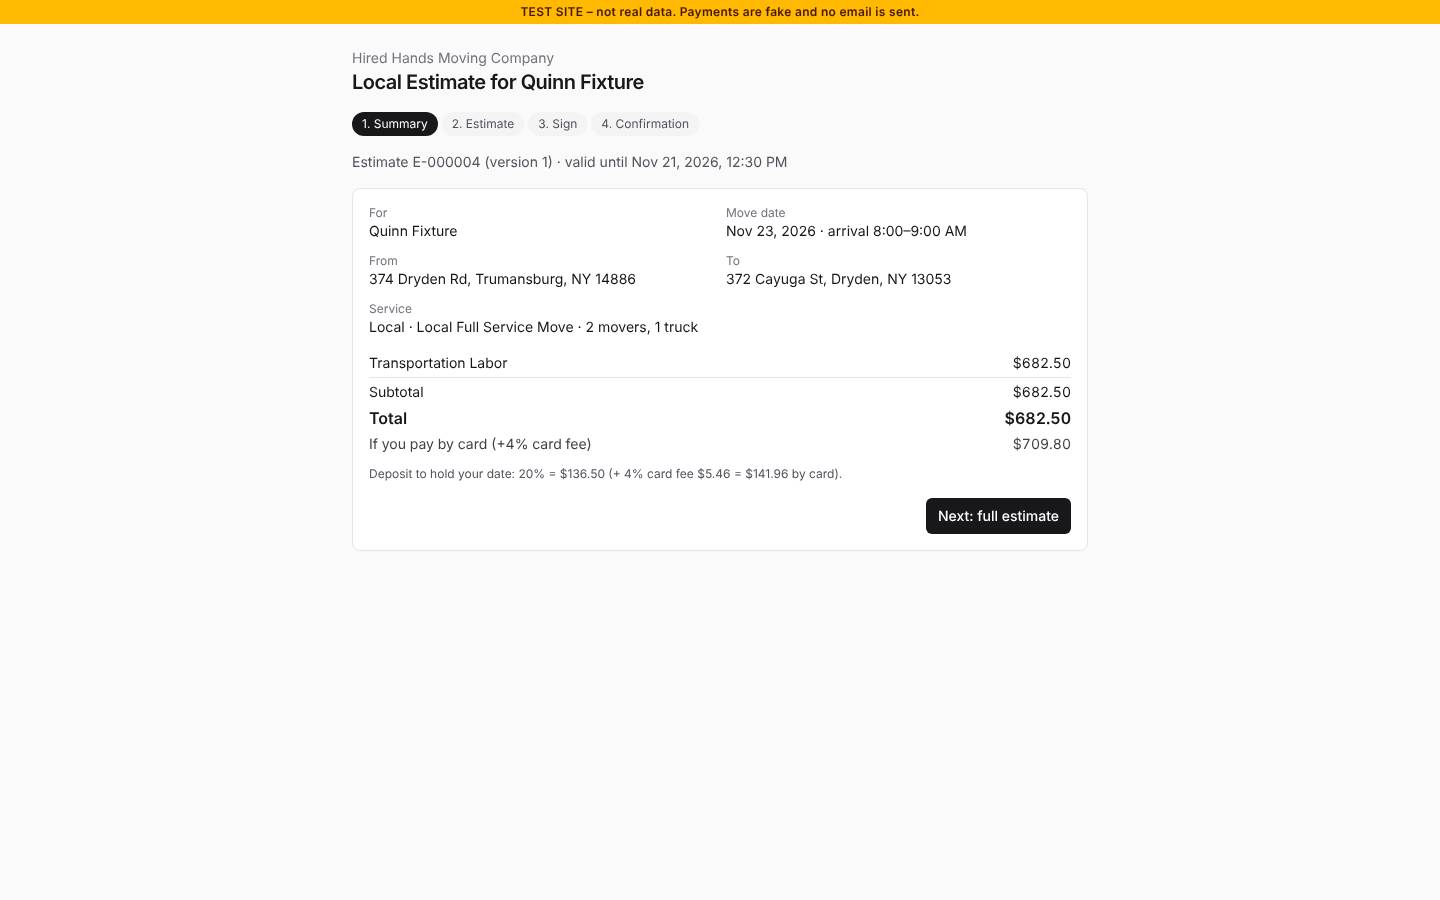 TEST SITE – not real data. Payments are fake and no email is sent.
Hired Hands Moving Company
Local Estimate for Quinn Fixture
1. Summary 2. Estimate 3. Sign 4. Confirmation
Estimate E-000004 (version 1) · valid until Nov 21, 2026, 12:30 PM
For
Quinn Fixture
Move date
Nov 23, 2026 · arrival 8:00–9:00 AM
From
374 Dryden Rd, Trumansburg, NY 14886
To
372 Cayuga St, Dryden, NY 13053
Service
Local · Local Full Service Move · 2 movers, 1 truck
Transportation Labor $682.50
Subtotal $682.50
Total $682.50
If you pay by card (+4% card fee) $709.80
Deposit to hold your date: 20% = $136.50 (+ 4% card fee $5.46 = $141.96 by card).
Next: full estimate